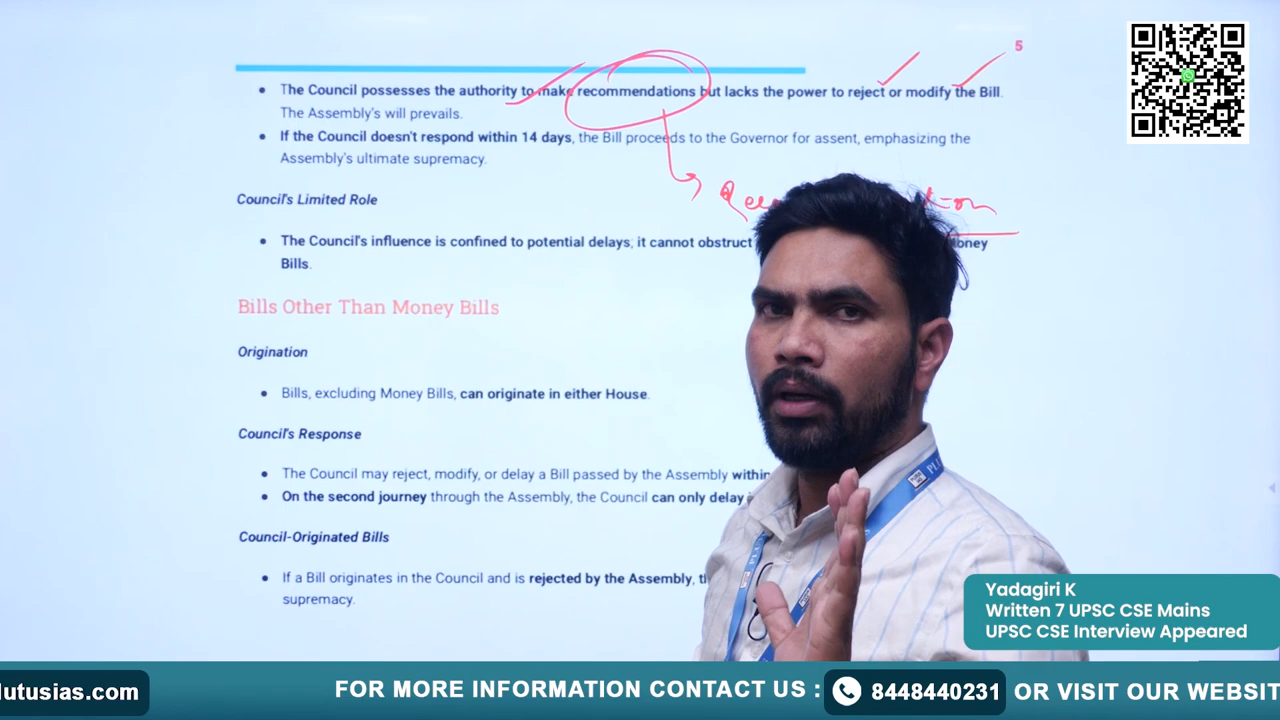 5
• The Council possesses the authority to make recommendations but lacks the power to reject or modify the Bill.
The Assembly's will prevails.
• If the Council doesn't respond within 14 days, the Bill proceeds to the Governor for assent, emphasizing the
Assembly's ultimate supremacy.
Council's Limited Role
• The Council's influence is confined to potential delays; it cannot obstruct Money
Bills.
Bills Other Than Money Bills
Origination
• Bills, excluding Money Bills, can originate in either House.
Council's Response
• The Council may reject, modify, or delay a Bill passed by the Assembly within
• On the second journey through the Assembly, the Council can only delay
Council-Originated Bills
• If a Bill originates in the Council and is rejected by the Assembly,
supremacy.
Yadagiri K
Written 7 UPSC CSE Mains
UPSC CSE Interview Appeared
lutusias.com FOR MORE INFORMATION CONTACT US : 8448440231 OR VISIT OUR WEBSIT